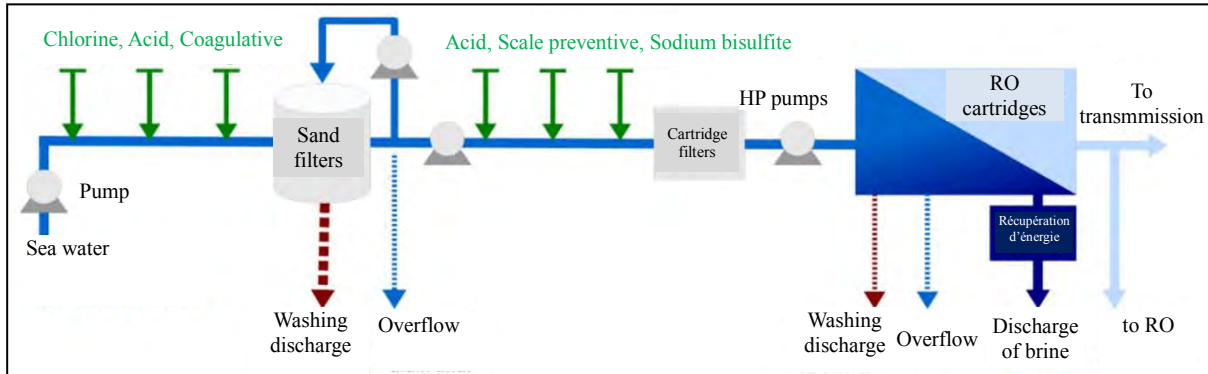 Chlorine, Acid, Coagulative
Acid, Scale preventive, Sodium bisulfite
Sand
filters
Cartridge
filters
HP pumps
RO
cartridges
To
transmmission
Pump
Sea water
Récupération
d'énergie
Washing
discharge
Overflow
Washing
discharge
Overflow
Discharge
of brine
to RO